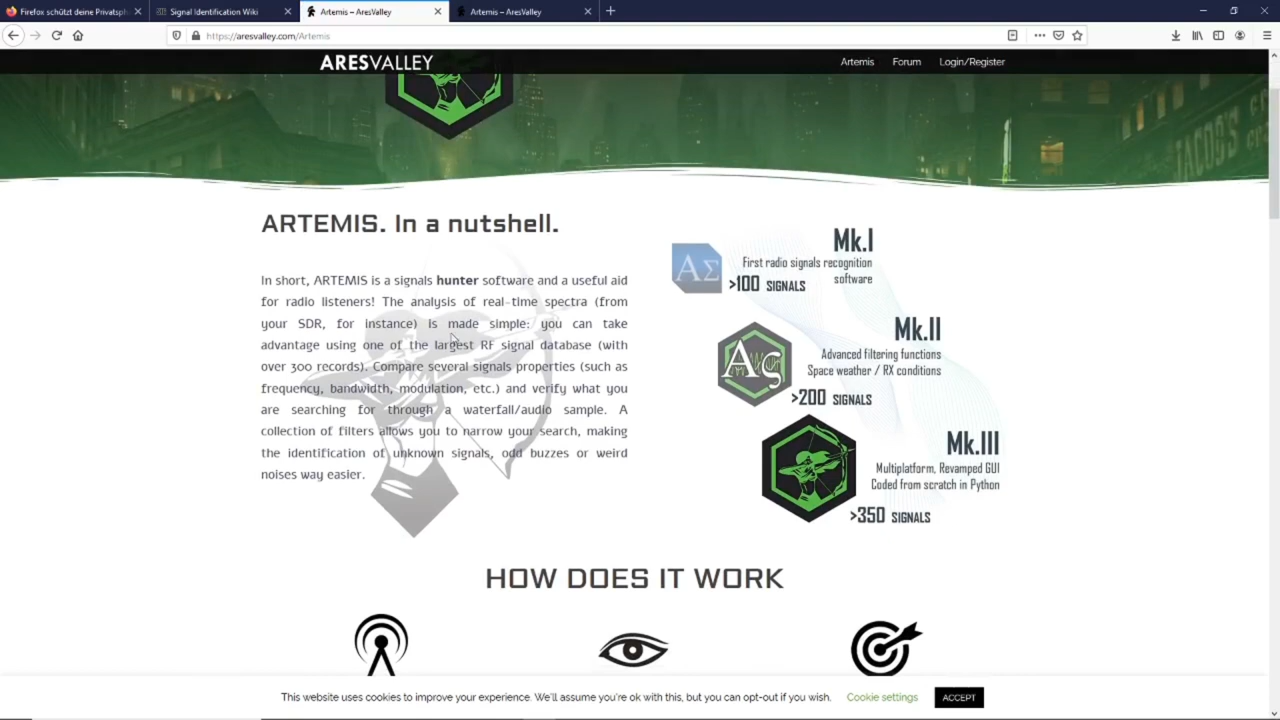 Firefox schützt deine Privatsph
Signal Identification Wiki
Artemis – AresValley
Artemis – AresValley
https://aresvalley.com/Artemis
ARESVALLEY
Artemis
Forum
Login/Register
JACOB'S
ARTEMIS. In a nutshell.
In short, ARTEMIS is a signals hunter software and a useful aid
for radio listeners! The analysis of real-time spectra (from
your SDR, for instance) is made simple: you can take
advantage using one of the largest RF signal database (with
over 300 records). Compare several signals properties (such as
frequency, bandwidth, modulation, etc.) and verify what you
are searching for through a waterfall/audio sample. A
collection of filters allows you to narrow your search, making
the identification of unknown signals, odd buzzes or weird
noises way easier.
ΑΣ
Mk.I
First radio signals recognition
software
>100 SIGNALS
AS
Mk.II
Advanced filtering functions
Space weather / RX conditions
>200 SIGNALS
Mk.III
Multiplatform, Revamped GUI
Coded from scratch in Python
>350 SIGNALS
HOW DOES IT WORK
This website uses cookies to improve your experience. We'll assume you're ok with this, but you can opt-out if you wish.
Cookie settings
ACCEPT